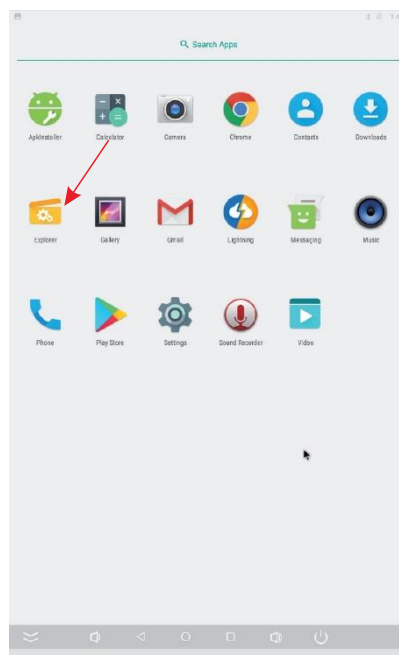 Search Apps
ApkInstaller
Calculator
Camera
Chrome
Contacts
Downloads
Explorer
Gallery
Gmail
Lightning
Messaging
Music
Phone
Play Store
Settings
Sound Recorder
Video